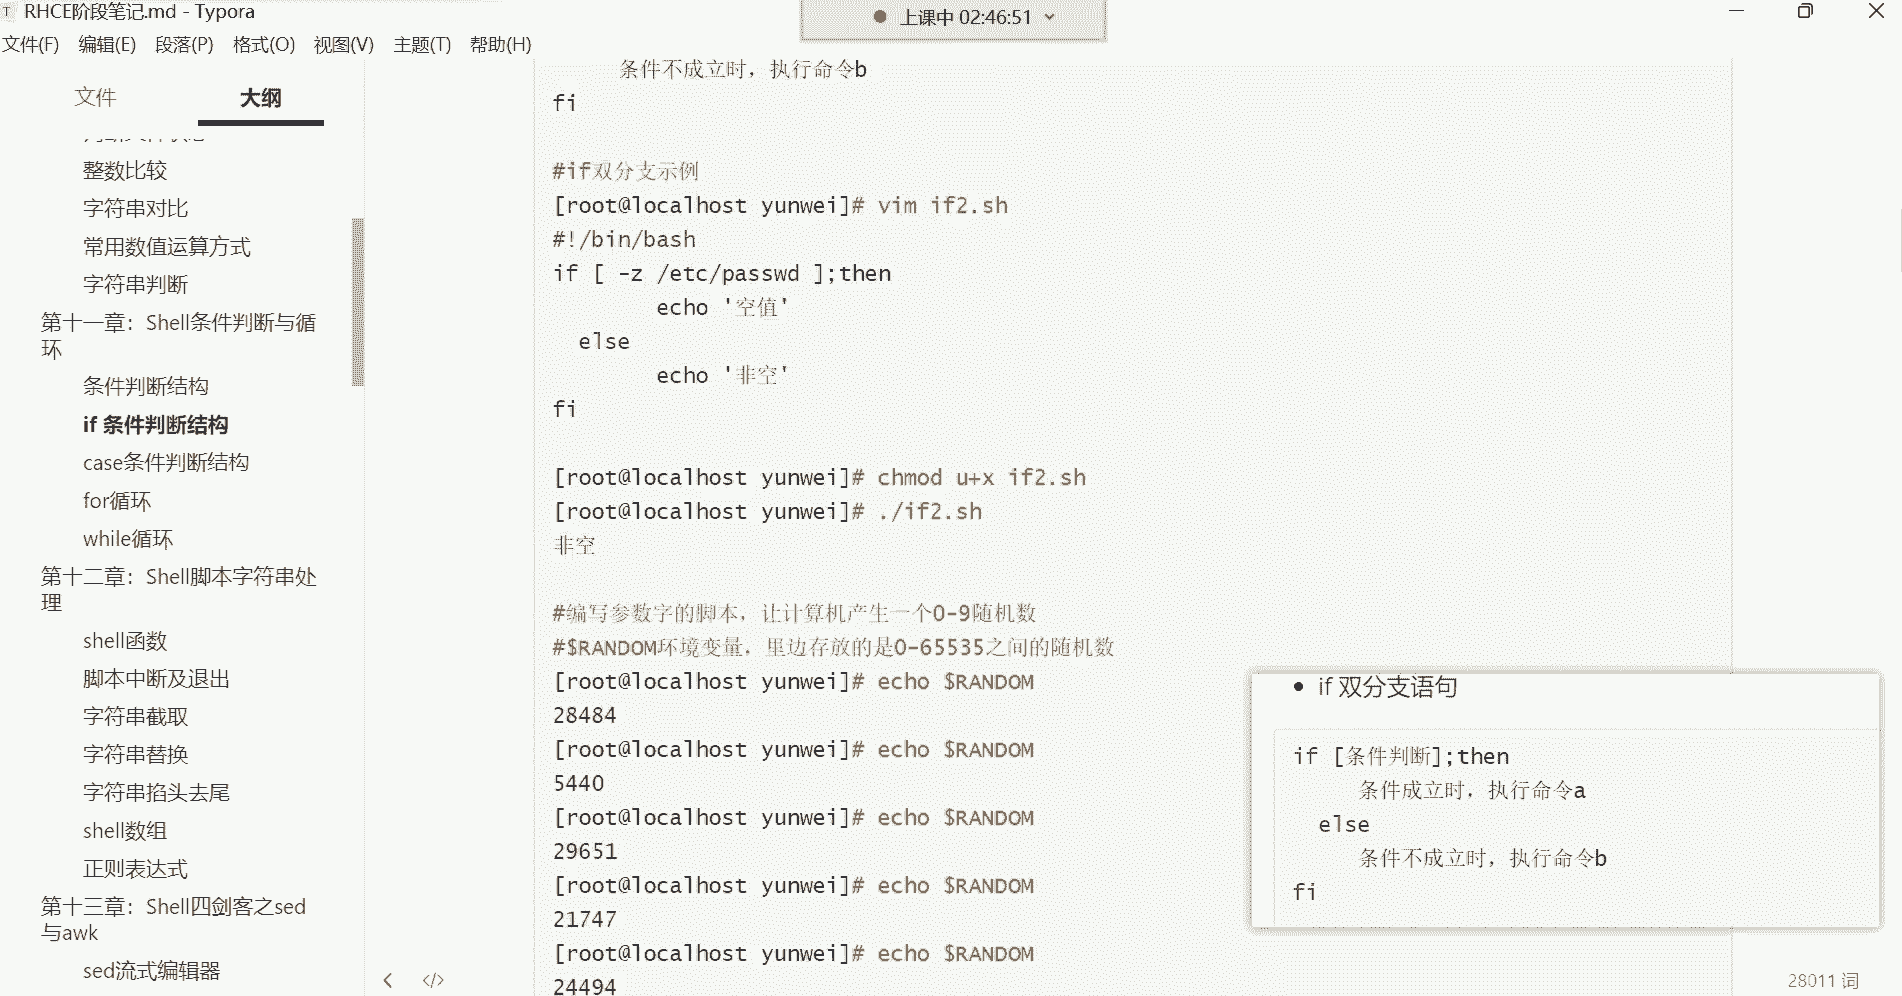 RHCE阶段笔记.md - Typora
上课中 02:46:51
文件(F) 编辑(E) 段落(P) 格式(O) 视图(V) 主题(T) 帮助(H)
文件 大纲
整数比较
字符串对比
常用数值运算方式
字符串判断
第十一章：Shell条件判断与循
环
条件判断结构
if 条件判断结构
case条件判断结构
for循环
while循环
第十二章：Shell脚本字符串处
理
shell函数
脚本中断及退出
字符串截取
字符串替换
字符串掐头去尾
shell数组
正则表达式
第十三章：Shell四剑客之sed
与awk
sed流式编辑器
条件不成立时，执行命令b
fi
#if双分支示例
[root@localhost yunwei]# vim if2.sh
#!/bin/bash
if [ -z /etc/passwd ];then
echo '空值'
else
echo '非空'
fi
[root@localhost yunwei]# chmod u+x if2.sh
[root@localhost yunwei]# ./if2.sh
非空
#编写参数字的脚本，让计算机产生一个0-9随机数
#$RANDOM环境变量，里边存放的是0-65535之间的随机数
[root@localhost yunwei]# echo $RANDOM
28484
[root@localhost yunwei]# echo $RANDOM
5440
[root@localhost yunwei]# echo $RANDOM
29651
[root@localhost yunwei]# echo $RANDOM
21747
[root@localhost yunwei]# echo $RANDOM
24494
if 双分支语句
if [条件判断];then
条件成立时，执行命令a
else
条件不成立时，执行命令b
fi
28011 词